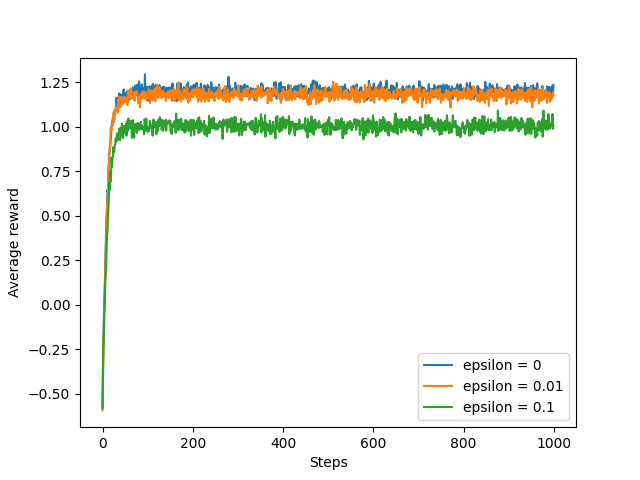 1.25
1.00
0.75
0.50
0.25
0.00
−0.25
−0.50
Average reward
0 200 400 600 800 1000
Steps
epsilon = 0
epsilon = 0.01
epsilon = 0.1